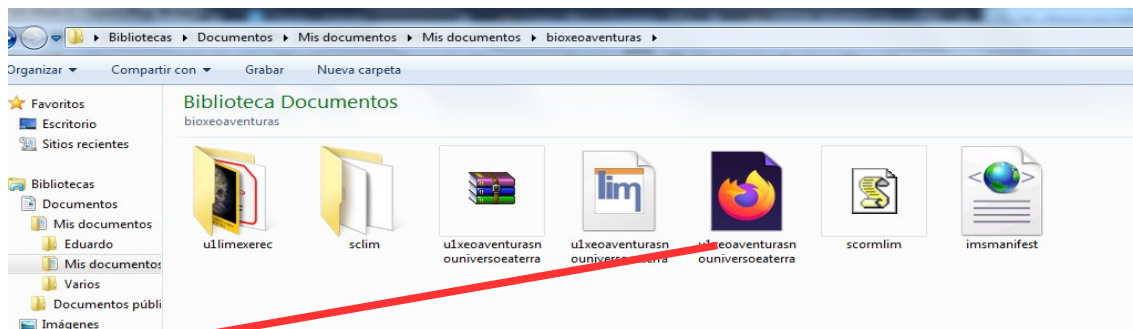 ▸ Bibliotecas ▸ Documentos ▸ Mis documentos ▸ Mis documentos ▸ bioxeoaventuras ▸
Organizar Compartir con Grabar Nueva carpeta
Favoritos
Escritorio
Sitios recientes
Bibliotecas
Documentos
Mis documentos
Eduardo
Mis documentos
Varios
Documentos públi
Imágenes
Biblioteca Documentos
bioxeoaventuras
lim
u1limexerec
sclim
u1xeoaventurasn
ouniversoeaterra
u1xeoaventurasn
ouniversoeaterra
u1xeoaventurasn
ouniversoeaterra
scormlim
imsmanifest